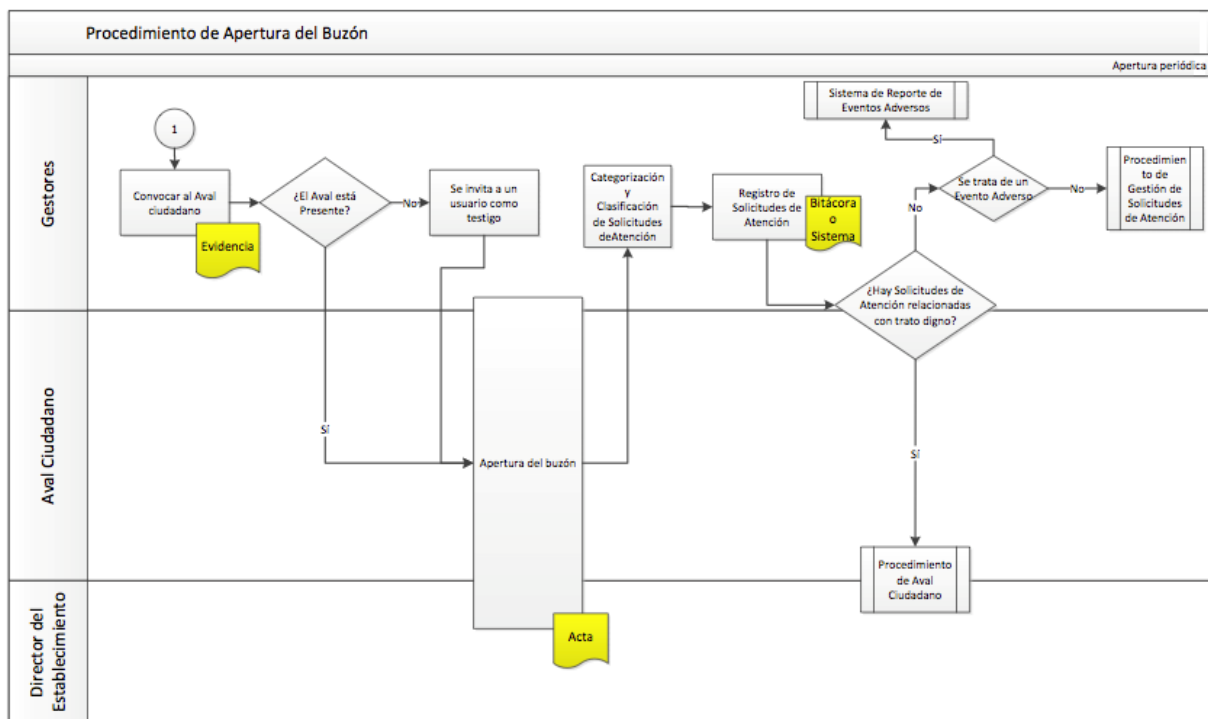 Procedimiento de Apertura del Buzón
Apertura periódica
Gestores
1
Convocar al Aval
ciudadano
Evidencia
¿El Aval está
Presente?
No
Sí
Se invita a un
usuario como
testigo
Categorización
y
Clasificación
de Solicitudes
deAtención
Registro de
Solicitudes de
Atención
Bitácora
o
Sistema
Sistema de Reporte de
Eventos Adversos
Sí
Se trata de un
Evento Adverso
No
Procedimien
to de
Gestión de
Solicitudes
de Atención
No
¿Hay Solicitudes de
Atención relacionadas
con trato digno?
Sí
Aval Ciudadano
Apertura del buzón
Procedimiento
de Aval
Ciudadano
Director del
Establecimiento
Acta